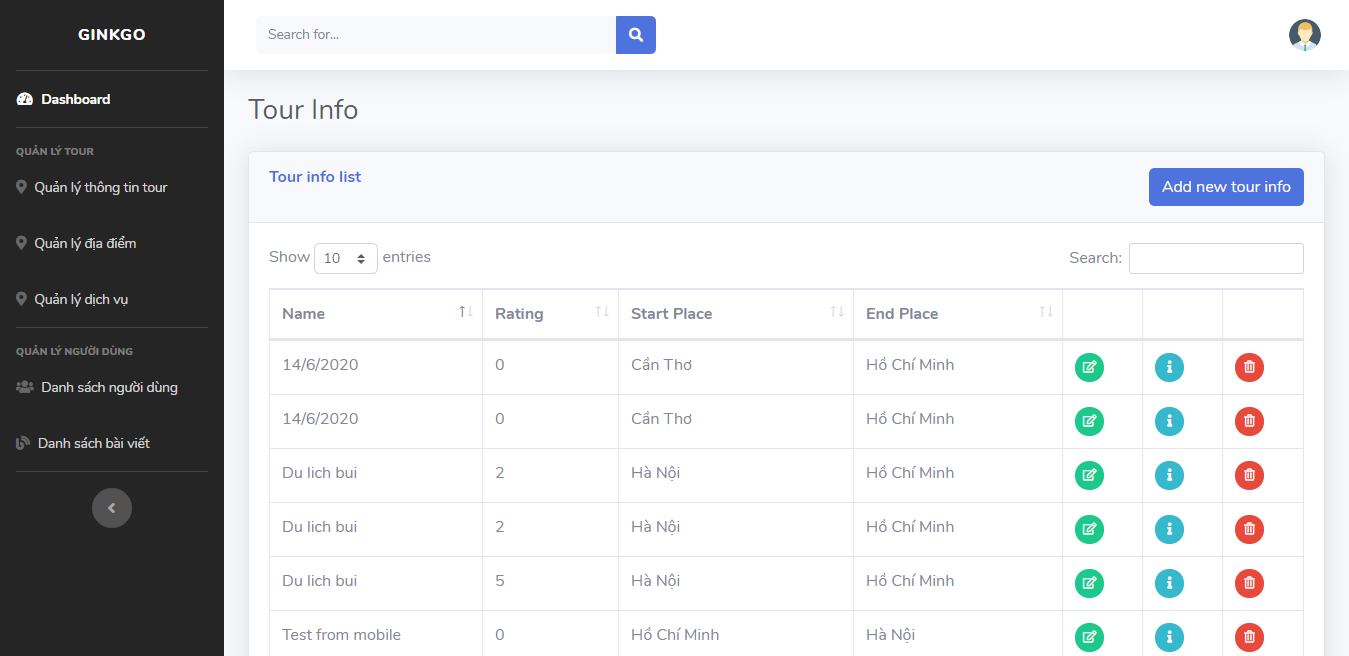 GINKGO
Search for...
Dashboard
QUẢN LÝ TOUR
Quản lý thông tin tour
Quản lý địa điểm
Quản lý dịch vụ
QUẢN LÝ NGƯỜI DÙNG
Danh sách người dùng
Danh sách bài viết
Tour Info
Tour info list
Add new tour info
Show 10 entries
Search:
Name Rating Start Place End Place
14/6/2020 0 Cần Thơ Hồ Chí Minh
14/6/2020 0 Cần Thơ Hồ Chí Minh
Du lich bui 2 Hà Nội Hồ Chí Minh
Du lich bui 2 Hà Nội Hồ Chí Minh
Du lich bui 5 Hà Nội Hồ Chí Minh
Test from mobile 0 Hồ Chí Minh Hà Nội